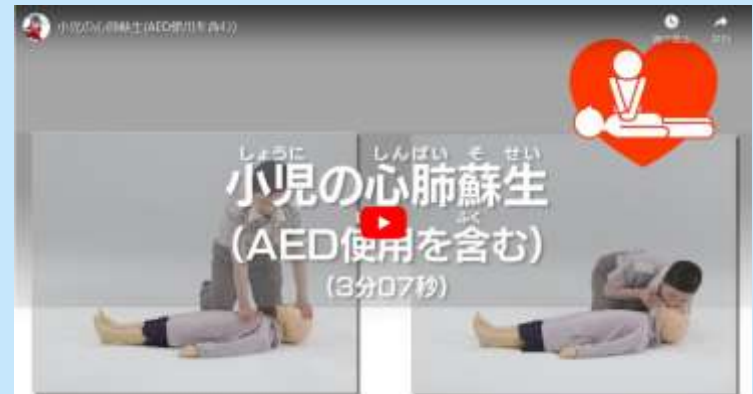 小児の心肺蘇生(AED使用を含む)
しょうに しんぱい そ せい
小児の心肺蘇生
ふく
(AED使用を含む)
(3分07秒)